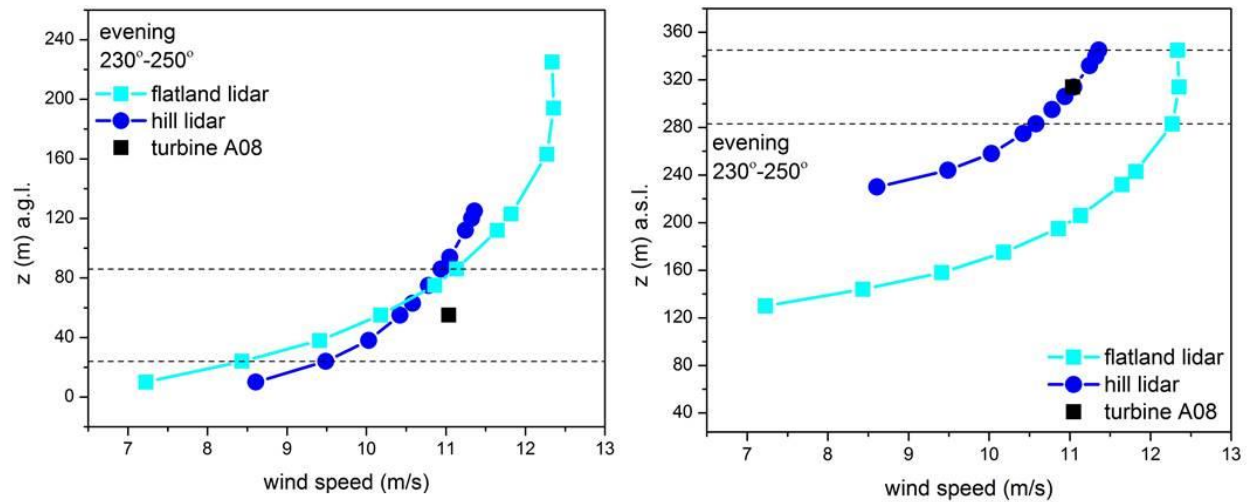 evening
230°-250°
flatland lidar
hill lidar
turbine A08
240
200
160
120
80
40
0
z (m) a.g.l.
7 8 9 10 11 12 13
wind speed (m/s)
360
320
280
240
200
160
120
80
40
z (m) a.s.l.
evening
230°-250°
flatland lidar
hill lidar
turbine A08
7 8 9 10 11 12 13
wind speed (m/s)